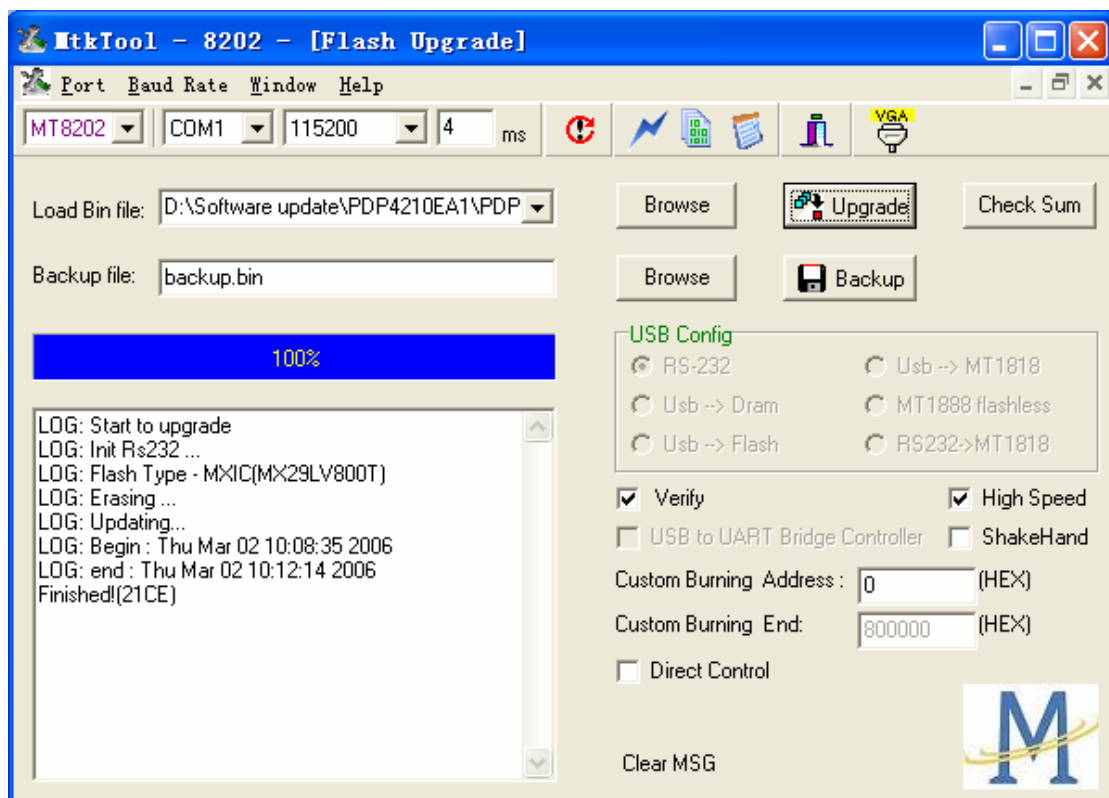 MtkTool - 8202 - [Flash Upgrade]
Port Baud Rate Window Help
MT8202 COM1 115200 4 ms VGA
Load Bin file: D:\Software update\PDP4210EA1\PDP Browse Upgrade Check Sum
Backup file: backup.bin Browse Backup
100%
USB Config
RS-232 Usb --> MT1818
Usb --> Dram MT1888 flashless
Usb --> Flash RS232->MT1818
LOG: Start to upgrade
LOG: Init Rs232 ...
LOG: Flash Type - MXIC(MX29LV800T)
LOG: Erasing ...
LOG: Updating...
LOG: Begin : Thu Mar 02 10:08:35 2006
LOG: end : Thu Mar 02 10:12:14 2006
Finished!(21CE)
Verify High Speed
USB to UART Bridge Controller ShakeHand
Custom Burning Address : 0 (HEX)
Custom Burning End: 800000 (HEX)
Direct Control
Clear MSG
M